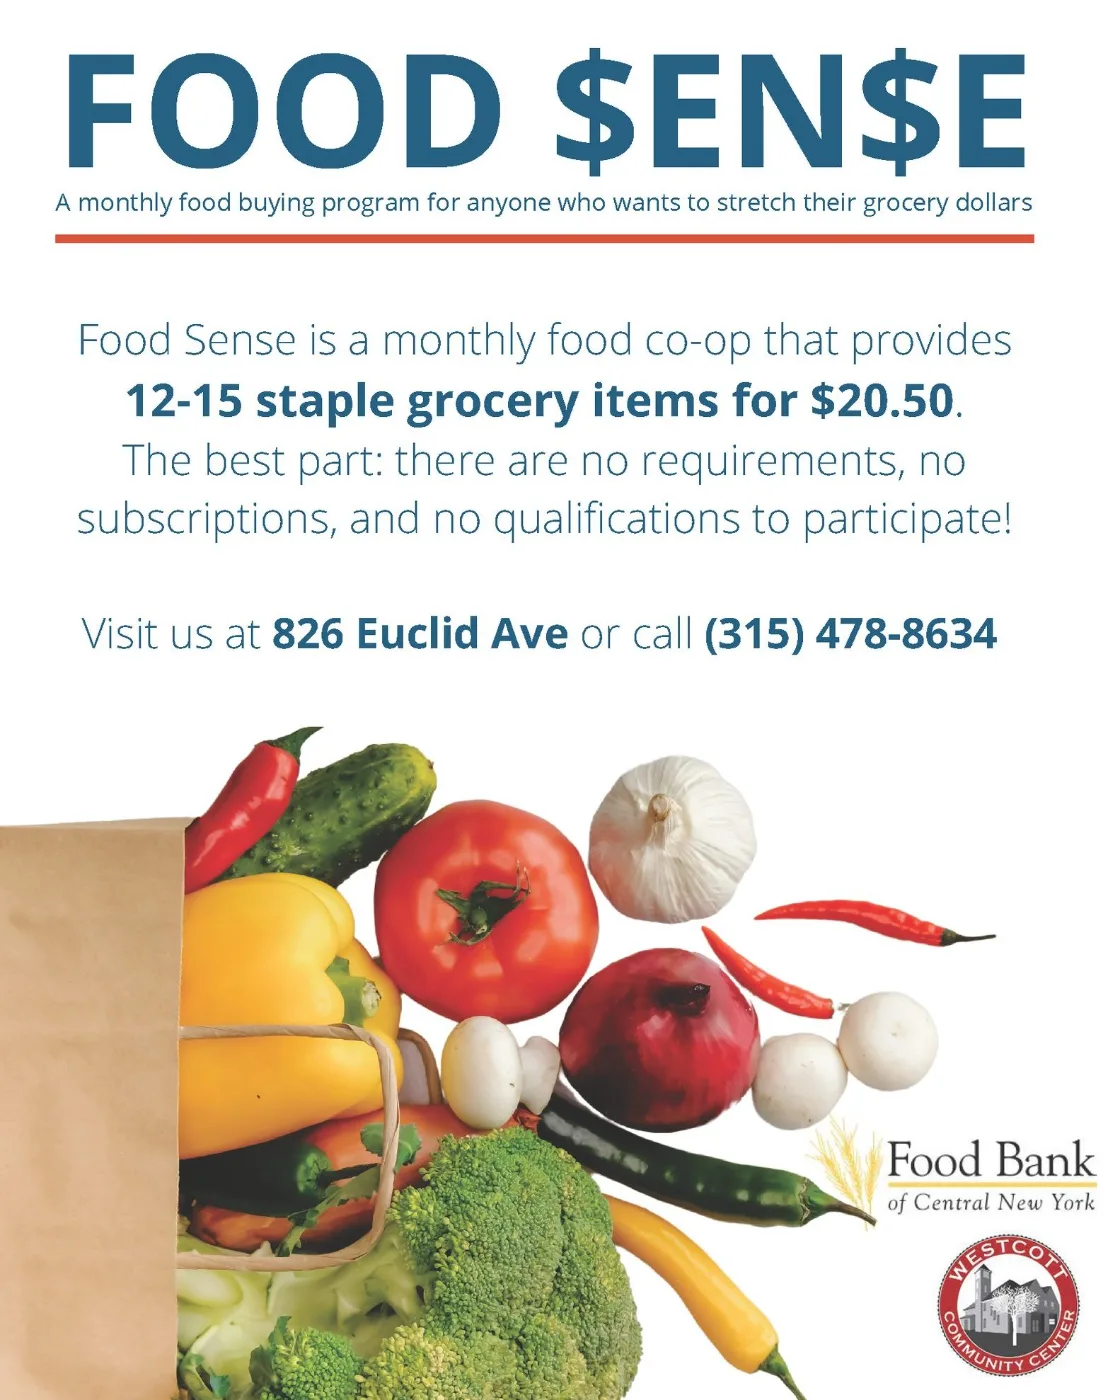 FOOD $EN$E
A monthly food buying program for anyone who wants to stretch their grocery dollars
Food Sense is a monthly food co-op that provides
12-15 staple grocery items for $20.50.
The best part: there are no requirements, no
subscriptions, and no qualifications to participate!
Visit us at 826 Euclid Ave or call (315) 478-8634
Food Bank
of Central New York
WESTCOTT
COMMUNITY CENTER